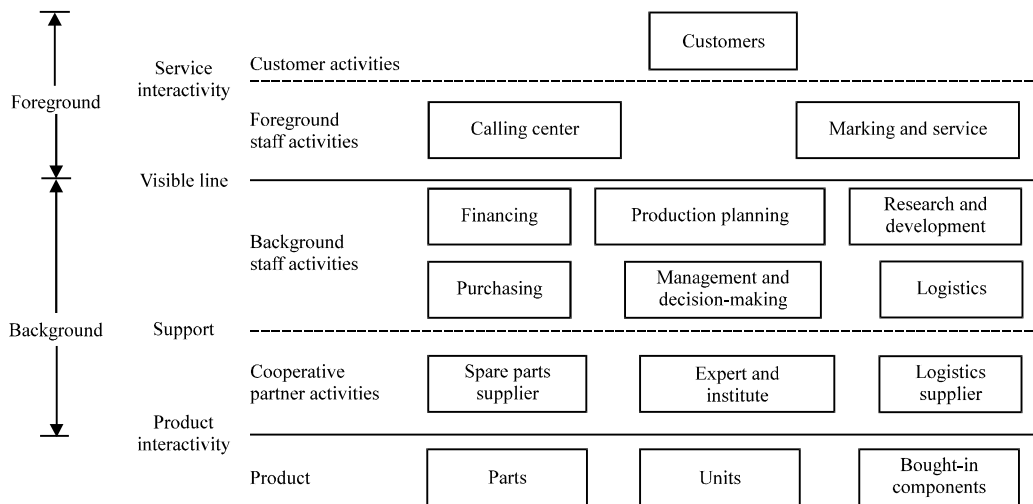 Customers
Service
interactivity
Customer activities
Foreground
Foreground
staff activities
Calling center
Marking and service
Visible line
Financing
Production planning
Research and
development
Background
staff activities
Purchasing
Management and
decision-making
Logistics
Background
Support
Cooperative
partner activities
Spare parts
supplier
Expert and
institute
Logistics
supplier
Product
interactivity
Product
Parts
Units
Bought-in
components